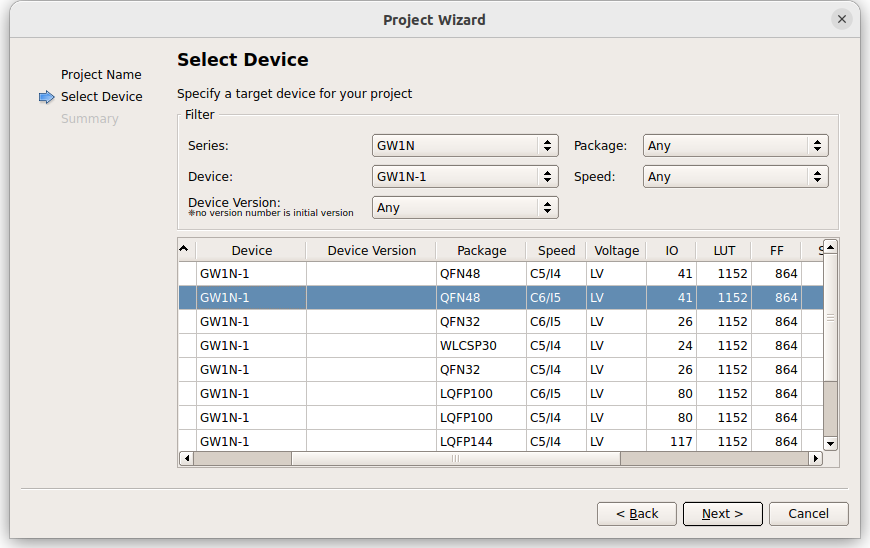 Project Wizard
Project Name
Select Device
Summary
Select Device
Specify a target device for your project
Filter
Series: GW1N Package: Any
Device: GW1N-1 Speed: Any
Device Version: Any
※no version number is initial version
Device Device Version Package Speed Voltage IO LUT FF S
GW1N-1 QFN48 C5/I4 LV 41 1152 864
GW1N-1 QFN48 C6/I5 LV 41 1152 864
GW1N-1 QFN32 C6/I5 LV 26 1152 864
GW1N-1 WLCSP30 C5/I4 LV 24 1152 864
GW1N-1 QFN32 C5/I4 LV 26 1152 864
GW1N-1 LQFP100 C6/I5 LV 80 1152 864
GW1N-1 LQFP100 C5/I4 LV 80 1152 864
GW1N-1 LQFP144 C5/I4 LV 117 1152 864
< Back Next > Cancel